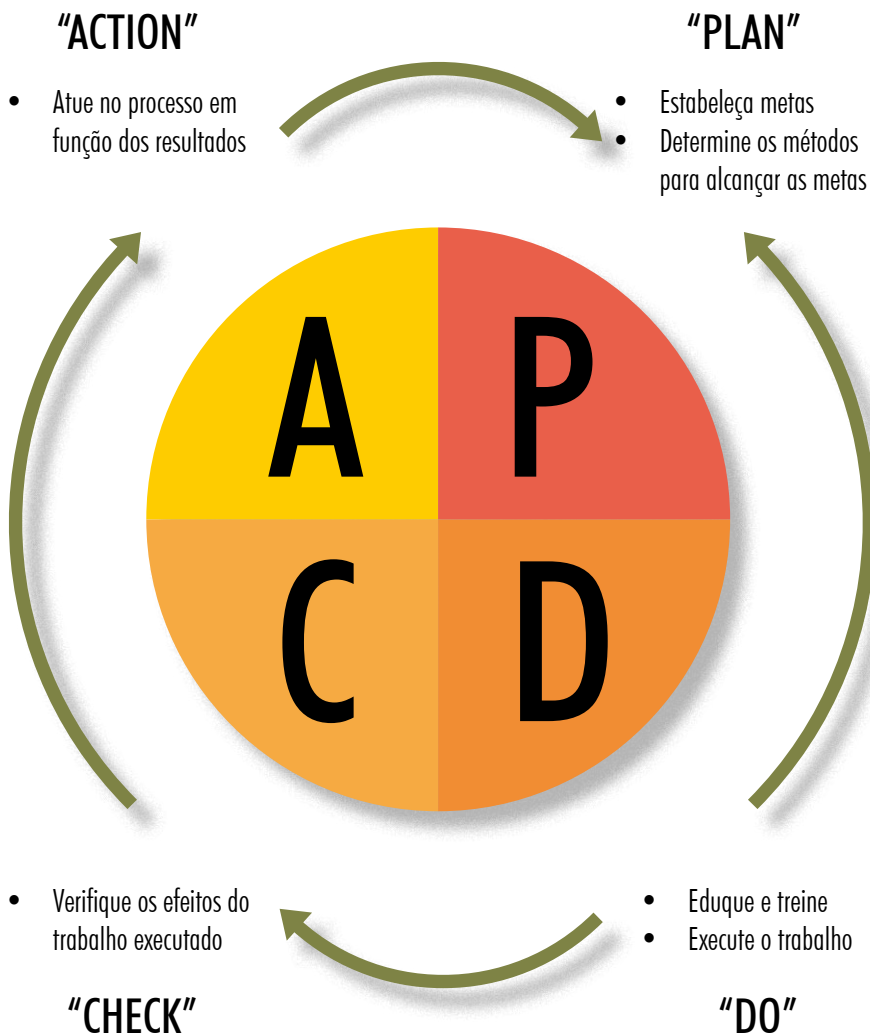 “ACTION”
• Atue no processo em
função dos resultados
“PLAN”
• Estabeleça metas
• Determine os métodos
para alcançar as metas
A
P
C
D
• Verifique os efeitos do
trabalho executado
“CHECK”
• Eduque e treine
• Execute o trabalho
“DO”